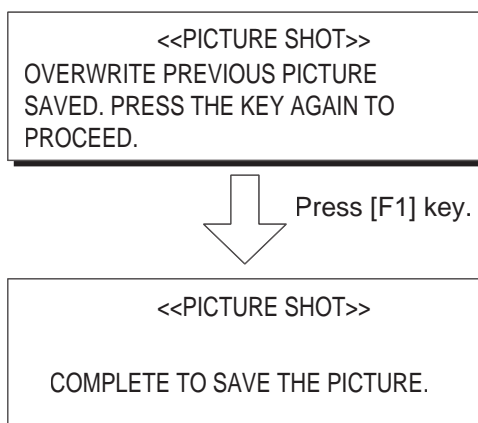 <<PICTURE SHOT>>
OVERWRITE PREVIOUS PICTURE
SAVED. PRESS THE KEY AGAIN TO
PROCEED.
Press [F1] key.
<<PICTURE SHOT>>
COMPLETE TO SAVE THE PICTURE.